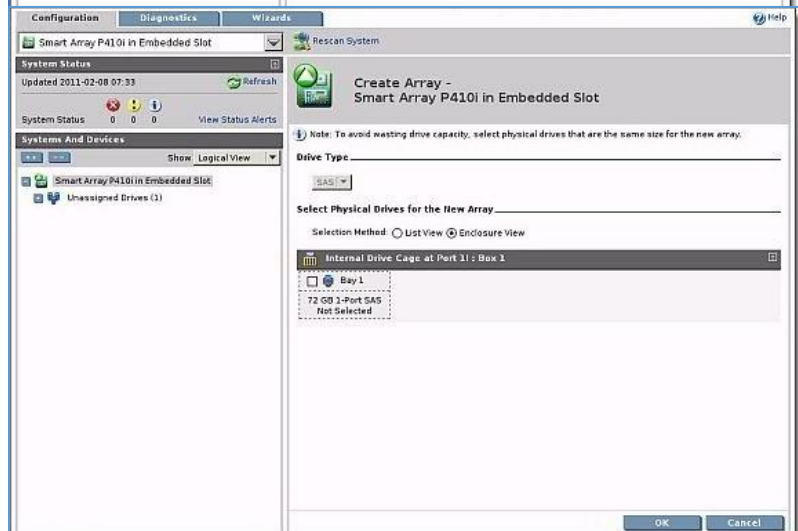 Configuration Diagnostics Wizards
Help
Smart Array P410i in Embedded Slot
Rescan System
System Status
Updated 2011-02-08 07:33 Refresh
System Status 0 0 0 View Status Alerts
Systems And Devices
Show Logical View
Smart Array P410i in Embedded Slot
Unassigned Drives (1)
Create Array -
Smart Array P410i in Embedded Slot
Note: To avoid wasting drive capacity, select physical drives that are the same size for the new array.
Drive Type
SAS
Select Physical Drives for the New Array
Selection Method: List View Enclosure View
Internal Drive Cage at Port 1I : Box 1
Bay 1
72 GB 1-Port SAS
Not Selected
OK Cancel